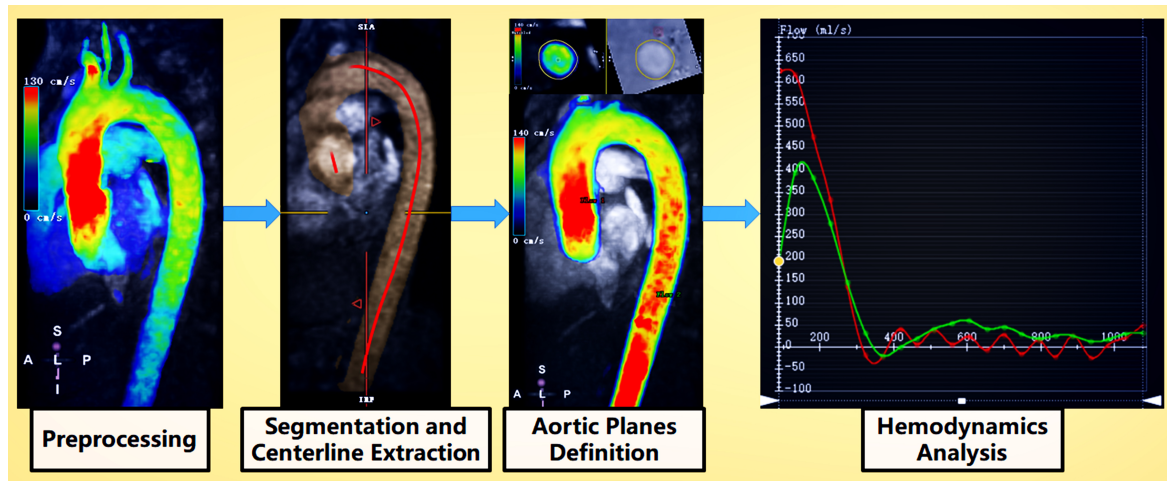 130 cm/s
0 cm/s
S
A L P
I
SLA
IRP
140 cm/s
0 cm/s
140 cm/s
0 cm/s
S
A L P
I
Flow (ml/s)
700
650
600
550
500
450
400
350
300
250
200
150
100
50
0
-50
-100
200
400
600
800
1000
Preprocessing
Segmentation and
Centerline Extraction
Aortic Planes
Definition
Hemodynamics
Analysis